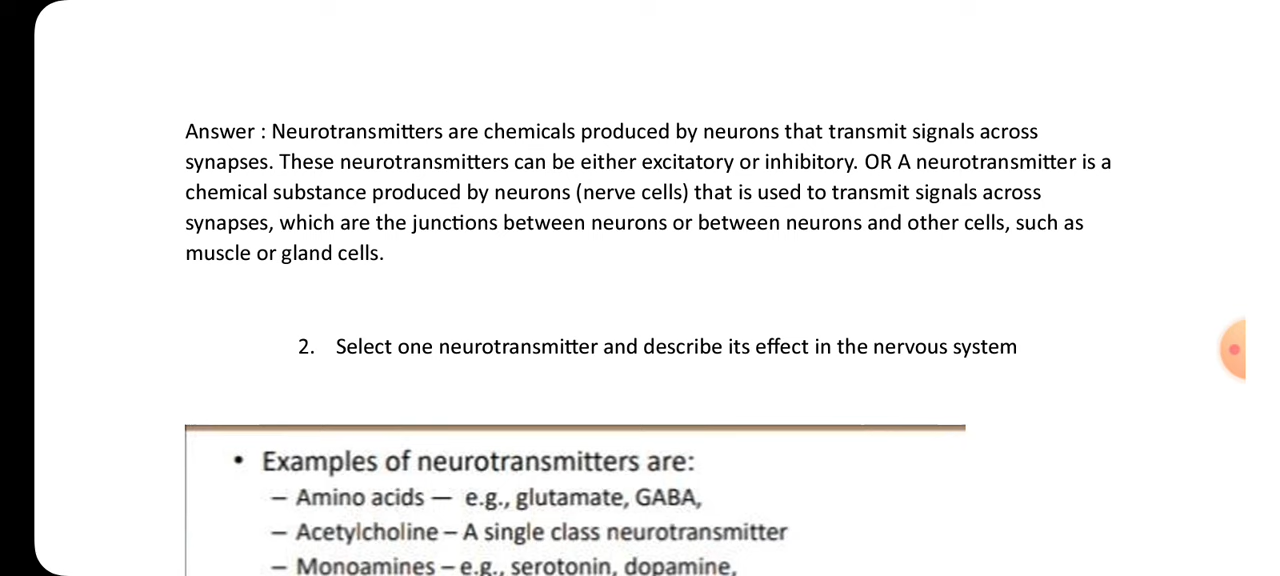 Answer : Neurotransmitters are chemicals produced by neurons that transmit signals across
synapses. These neurotransmitters can be either excitatory or inhibitory. OR A neurotransmitter is a
chemical substance produced by neurons (nerve cells) that is used to transmit signals across
synapses, which are the junctions between neurons or between neurons and other cells, such as
muscle or gland cells.
2. Select one neurotransmitter and describe its effect in the nervous system
• Examples of neurotransmitters are:
– Amino acids — e.g., glutamate, GABA,
– Acetylcholine – A single class neurotransmitter
– Monoamines – e.g., serotonin, dopamine,